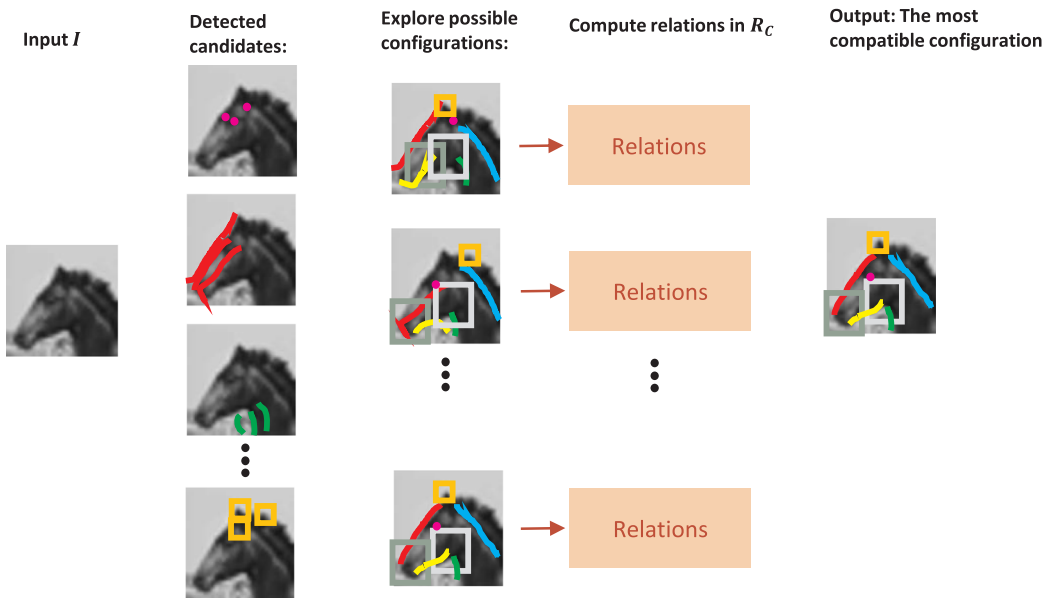 Input I
Detected
candidates:
Explore possible
configurations:
Compute relations in R_C
Output: The most
compatible configuration
Relations
Relations
Relations